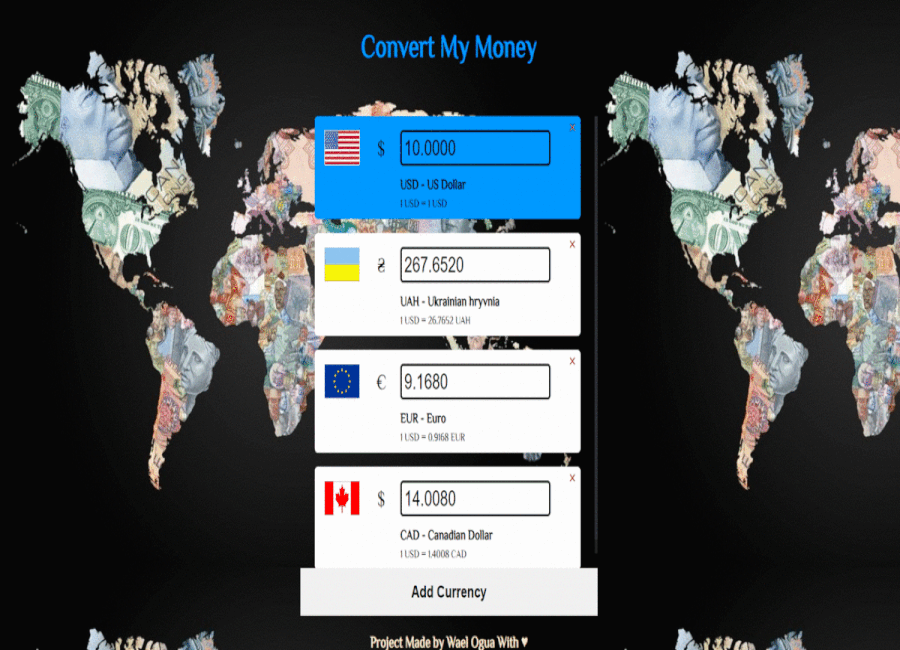 Convert My Money
$ 10.0000
USD - US Dollar
1 USD = 1 USD
X
₴ 267.6520
UAH - Ukrainian hryvnia
1 USD = 26.7652 UAH
X
€ 9.1680
EUR - Euro
1 USD = 0.9168 EUR
X
$ 14.0080
CAD - Canadian Dollar
1 USD = 1.4008 CAD
Add Currency
Project Made by Wael Ogua With ♥